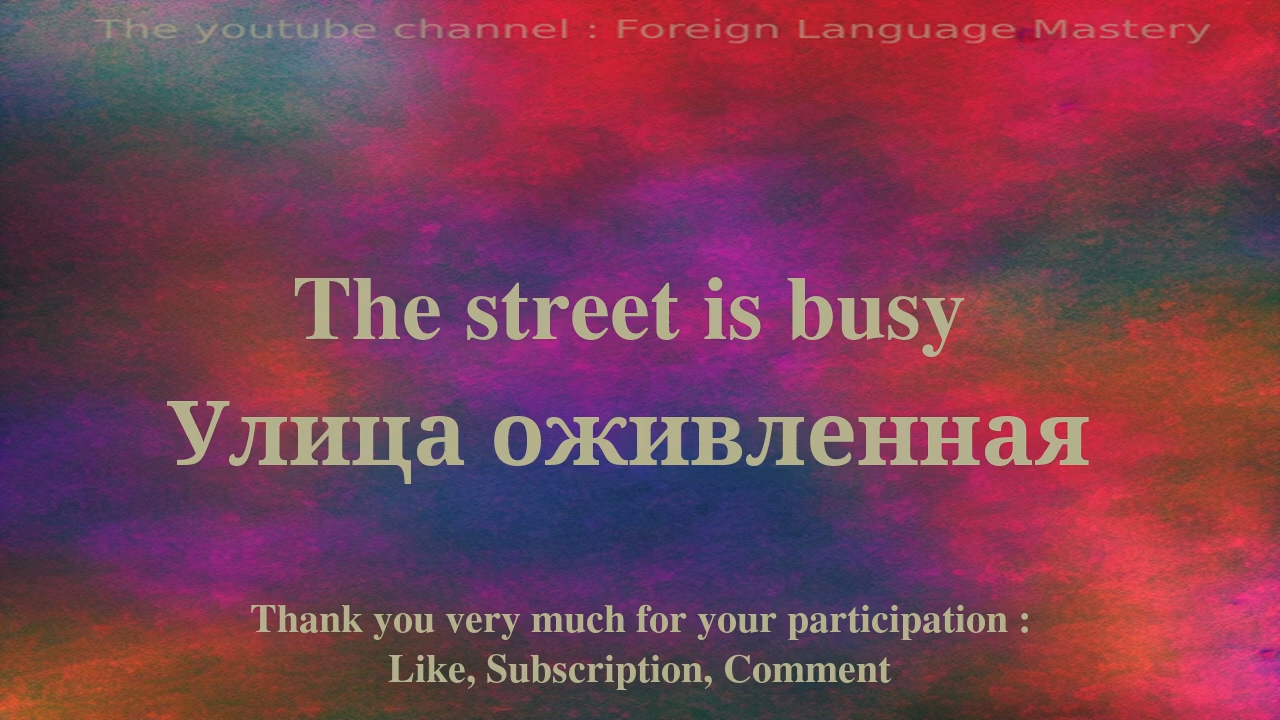 The youtube channel : Foreign Language Mastery
The street is busy
Улица оживленная
Thank you very much for your participation :
Like, Subscription, Comment